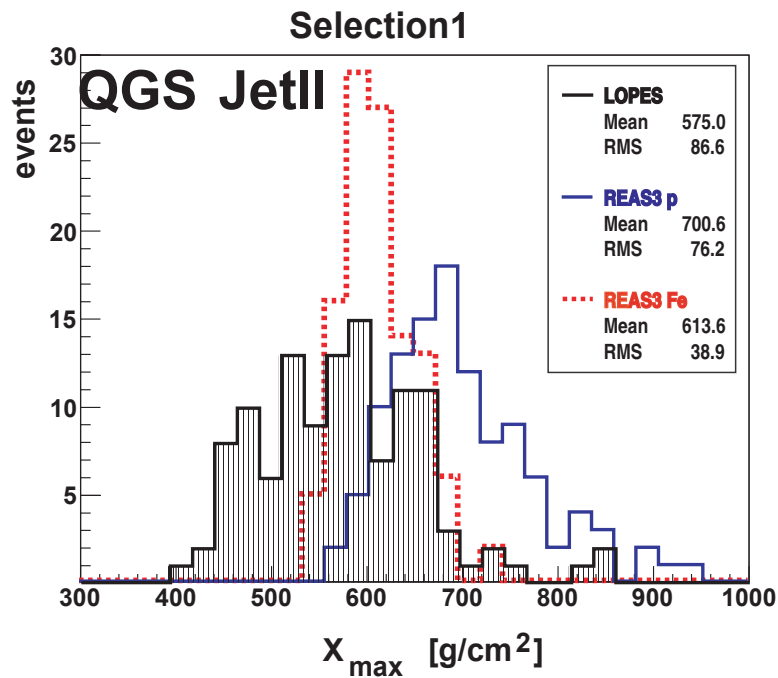 Selection1
QGS JetII
events
30
25
20
15
10
5
LOPES
Mean 575.0
RMS 86.6
REAS3 p
Mean 700.6
RMS 76.2
REAS3 Fe
Mean 613.6
RMS 38.9
300 400 500 600 700 800 900 1000
X_max [g/cm²]